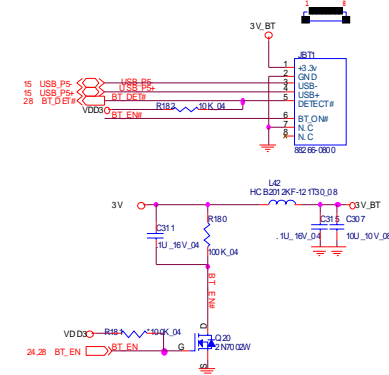 1 8
3V_BT
JBT1
1 +3.3v
2 GND
15 USB_P5- USB_P5- 3 USB-
15 USB_P5+ USB_P5+ 4 USB+
28 BT_DET# BT_DET# 5 DETECT#
VDD3 R182 10K_04
BT_EN# 6 BT_ON#
7 N.C
8 N.C
88266-0800
L42
HCB2012KF-121T30_08
3V 3V_BT
C311 R180 C315 C307
.1U_16V_04 100K_04 .1U_16V_04 10U_10V_08
BT_EN#
VDD3 R181 100K_04
D
Q20
24,28 BT_EN BT_EN G 2N7002W
S